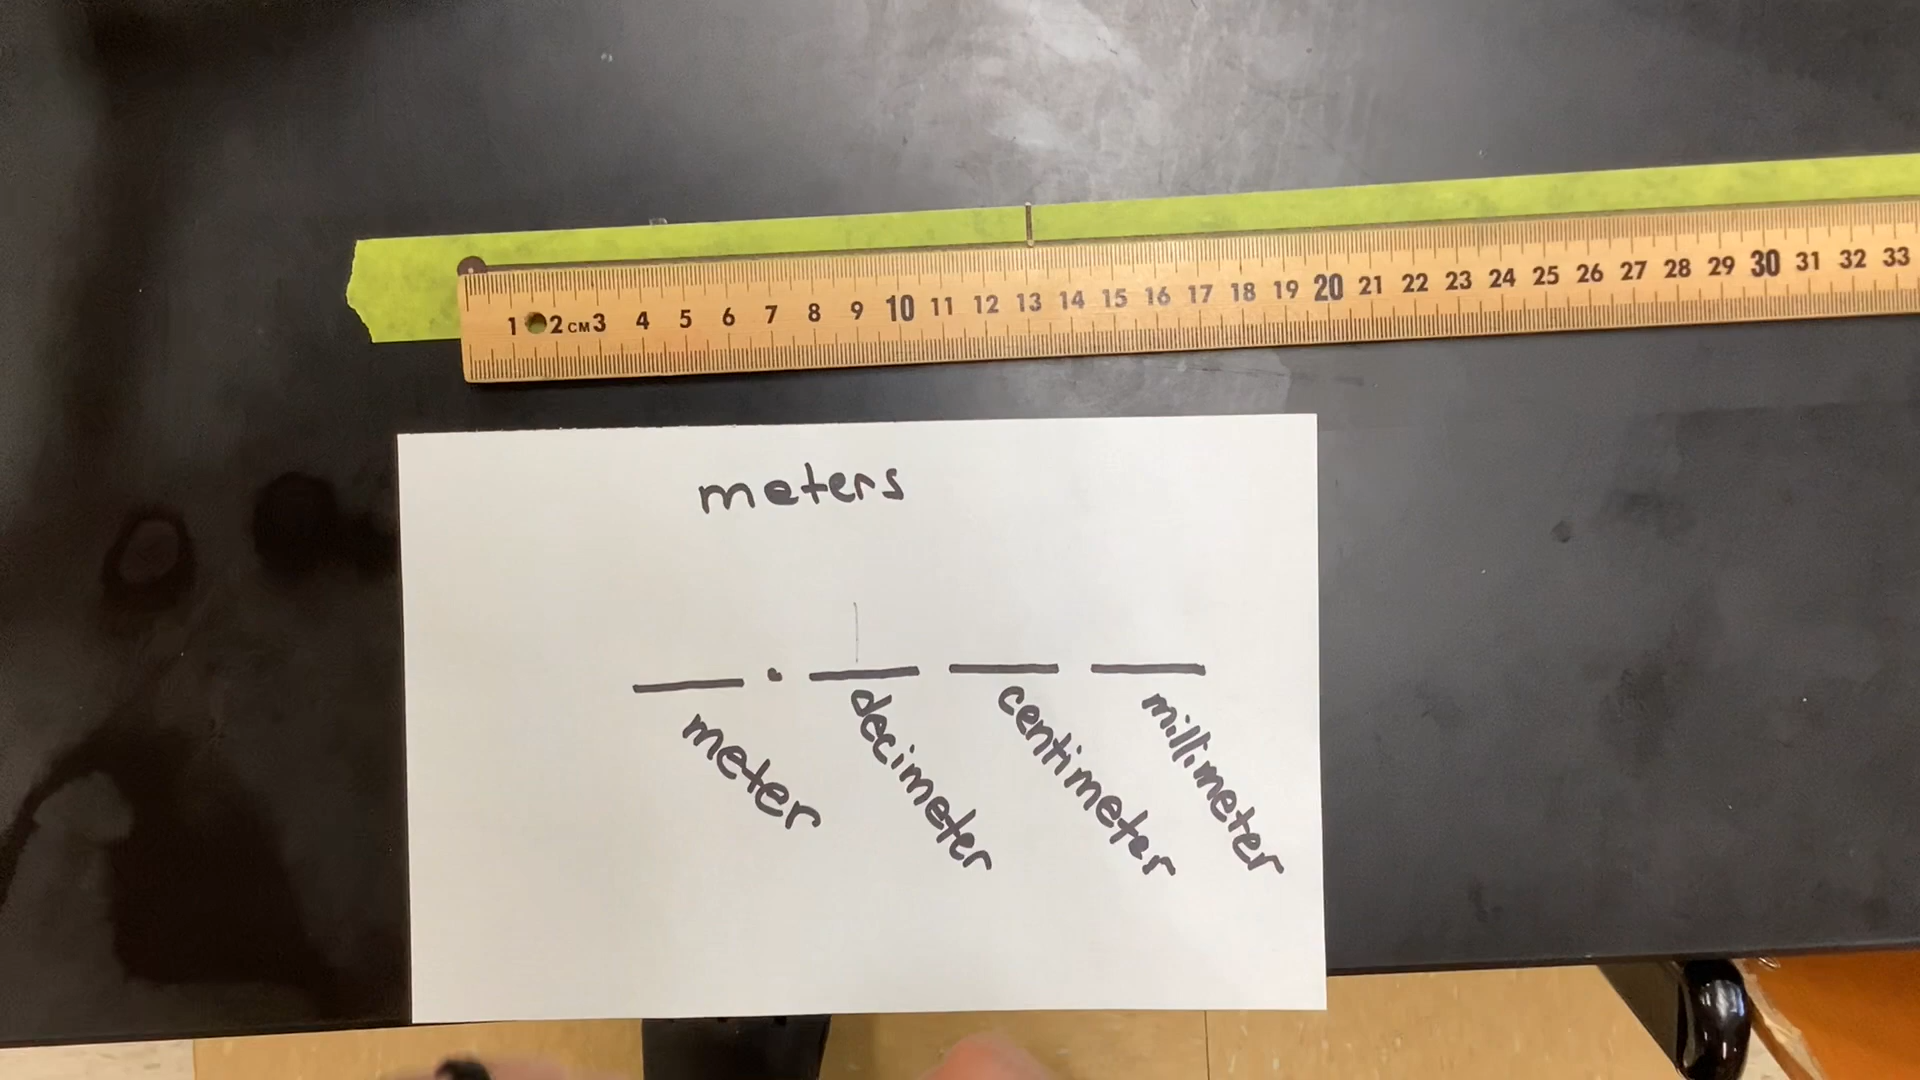 1 2 CM 3 4 5 6 7 8 9 10 11 12 13 14 15 16 17 18 19 20 21 22 23 24 25 26 27 28 29 30 31 32 33
meters
1
meter . decimeter centimeter millimeter